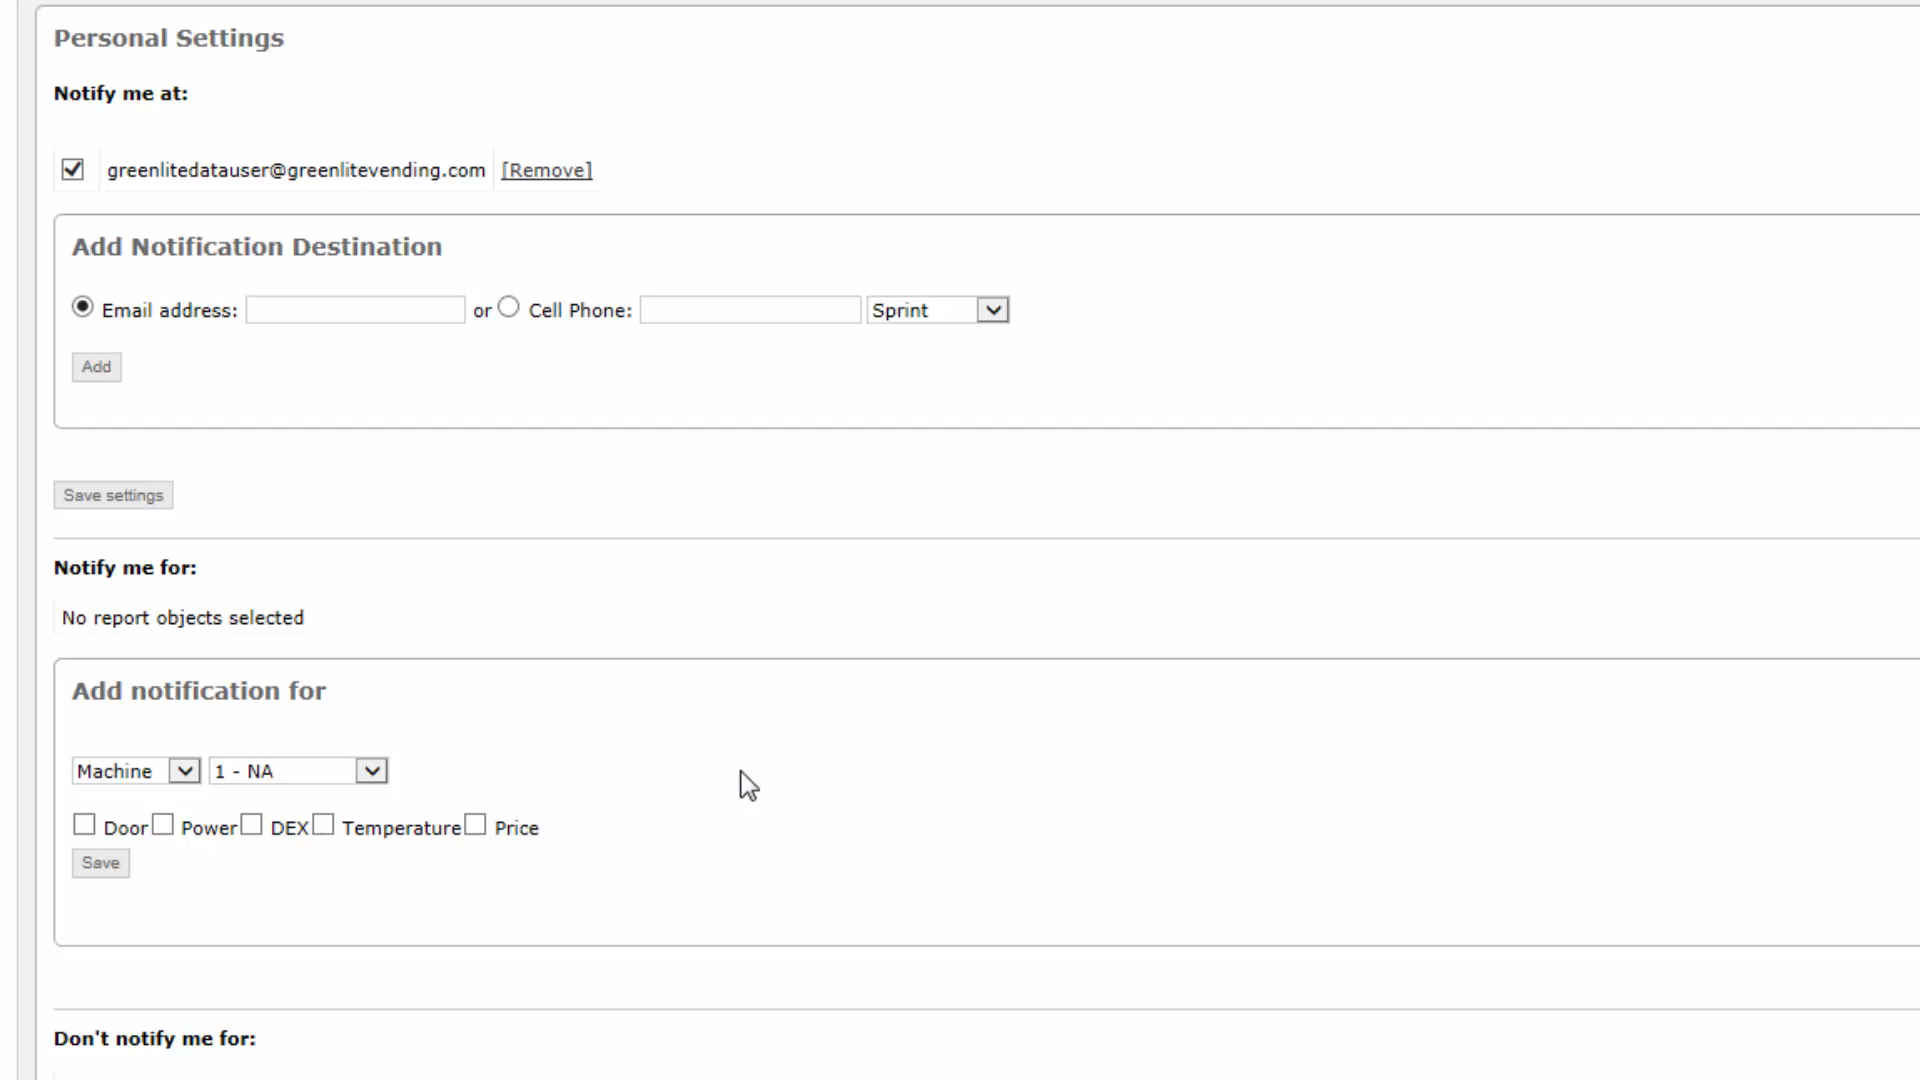 Personal Settings
Notify me at:
greenlitedatauser@greenlitevending.com [Remove]
Add Notification Destination
Email address: or Cell Phone: Sprint
Add
Save settings
Notify me for:
No report objects selected
Add notification for
Machine 1 - NA
Door Power DEX Temperature Price
Save
Don't notify me for: